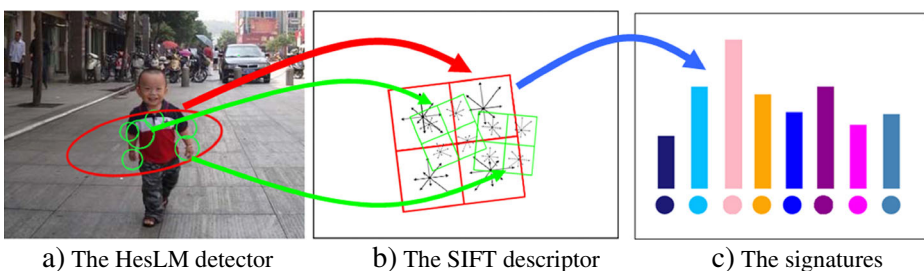 a) The HesLM detector
b) The SIFT descriptor
c) The signatures